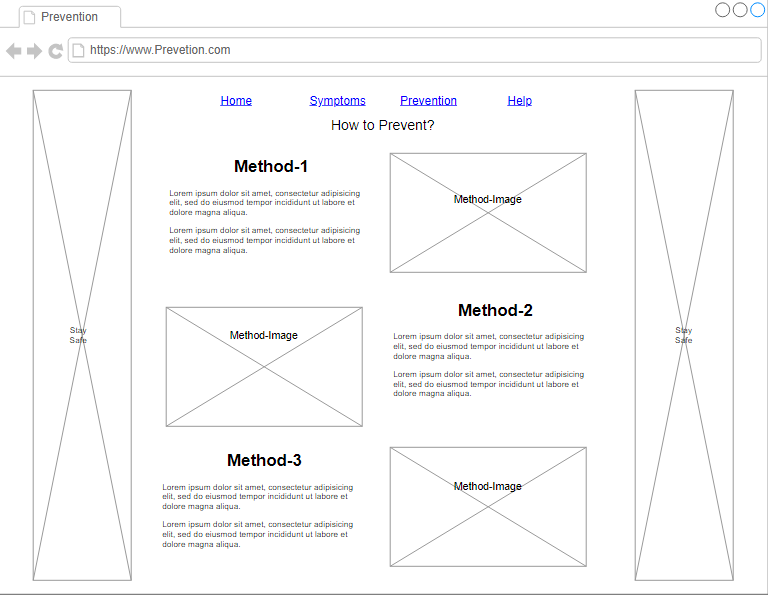 Prevention
https://www.Prevetion.com
Home Symptoms Prevention Help
How to Prevent?
Method-1
Lorem ipsum dolor sit amet, consectetur adipisicing
elit, sed do eiusmod tempor incididunt ut labore et
dolore magna aliqua.
Lorem ipsum dolor sit amet, consectetur adipisicing
elit, sed do eiusmod tempor incididunt ut labore et
dolore magna aliqua.
Method-Image
Method-Image
Method-2
Lorem ipsum dolor sit amet, consectetur adipisicing
elit, sed do eiusmod tempor incididunt ut labore et
dolore magna aliqua.
Lorem ipsum dolor sit amet, consectetur adipisicing
elit, sed do eiusmod tempor incididunt ut labore et
dolore magna aliqua.
Stay
Safe
Stay
Safe
Method-3
Lorem ipsum dolor sit amet, consectetur adipisicing
elit, sed do eiusmod tempor incididunt ut labore et
dolore magna aliqua.
Lorem ipsum dolor sit amet, consectetur adipisicing
elit, sed do eiusmod tempor incididunt ut labore et
dolore magna aliqua.
Method-Image